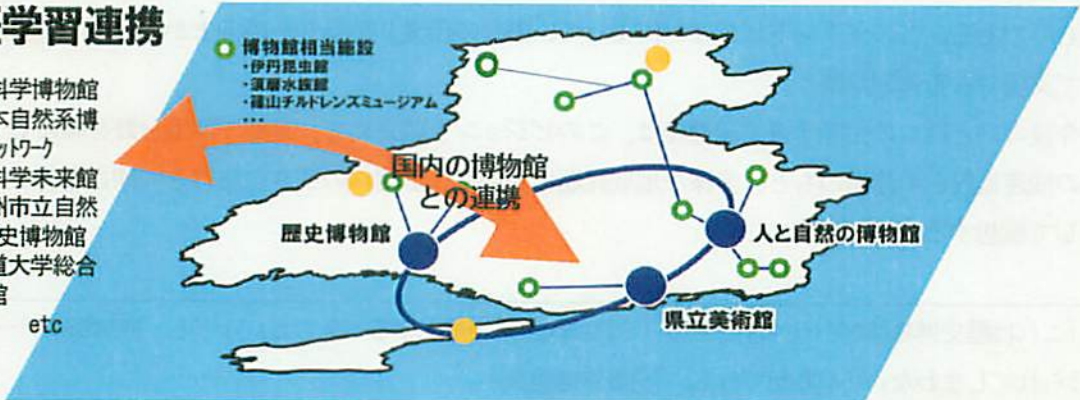 学習連携
科学博物館
本自然系博
ットワーク
科学未来館
州市立自然
史博物館
道大学総合
館
etc
博物館相当施設
・伊丹昆虫館
・須磨水族館
・篠山チルドレンズミュージアム
・・・
国内の博物館
との連携
歴史博物館
人と自然の博物館
県立美術館